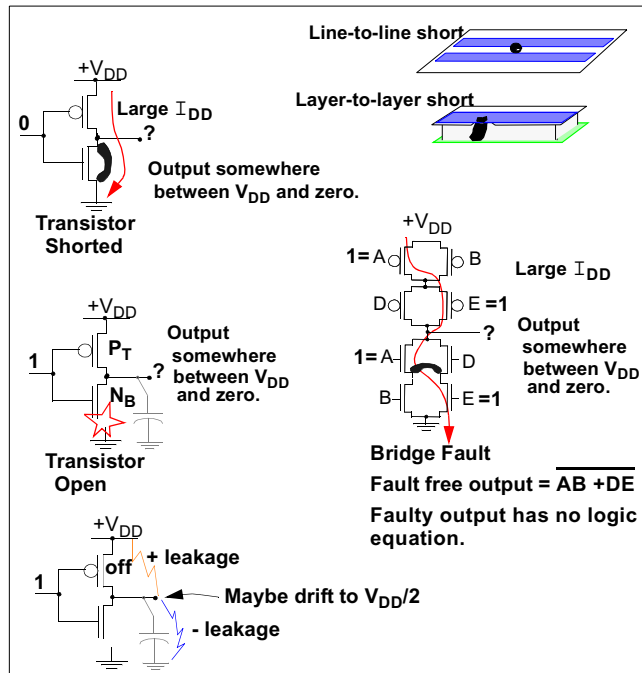 Line-to-line short
Layer-to-layer short
+VDD
Large IDD
0
?
Output somewhere
between VDD and zero.
Transistor
Shorted
+VDD
1
PT
?
NB
Output
somewhere
between VDD
and zero.
Transistor
Open
+VDD
1=A
B
Large IDD
D
E=1
?
1=A
D
Output
somewhere
between VDD
and zero.
B
E=1
Bridge Fault
Fault free output = AB +DE
Faulty output has no logic
equation.
+VDD
off
+ leakage
1
Maybe drift to VDD/2
- leakage